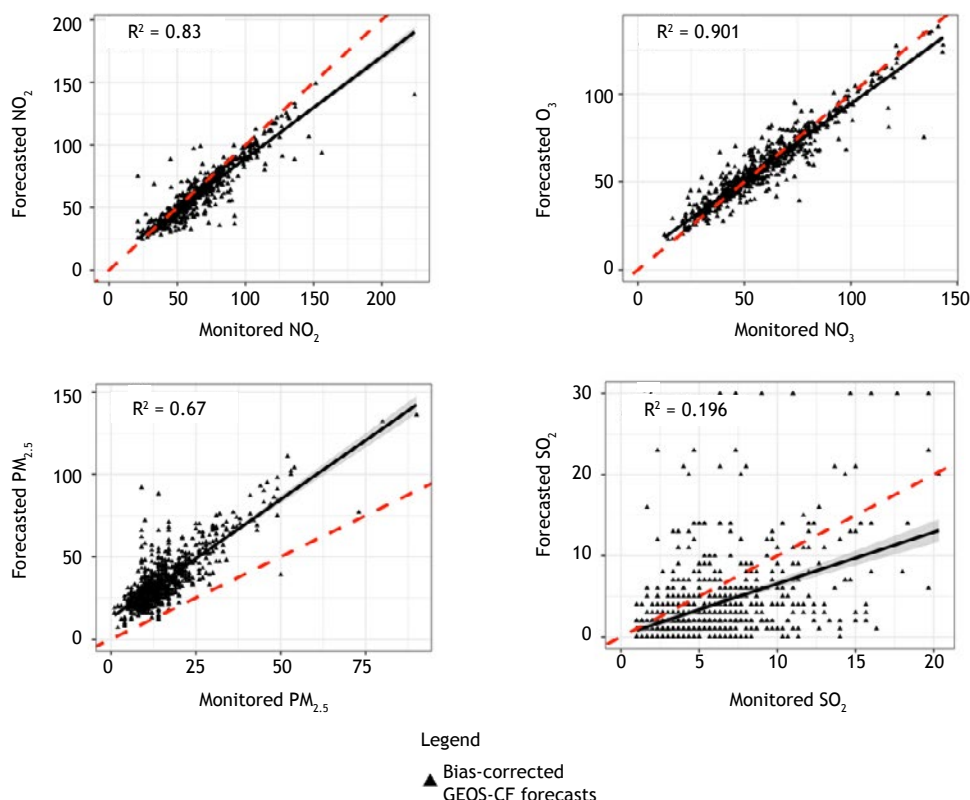 R² = 0.83
200
150
100
50
0
Forecasted NO₂
0 50 100 150 200
Monitored NO₂
R² = 0.901
100
50
0
Forecasted O₃
0 50 100 150
Monitored NO₃
R² = 0.67
150
100
50
0
Forecasted PM₂.₅
0 25 50 75
Monitored PM₂.₅
R² = 0.196
30
20
10
0
Forecasted SO₂
0 5 10 15 20
Monitored SO₂
Legend
Bias-corrected
GEOS-CF forecasts